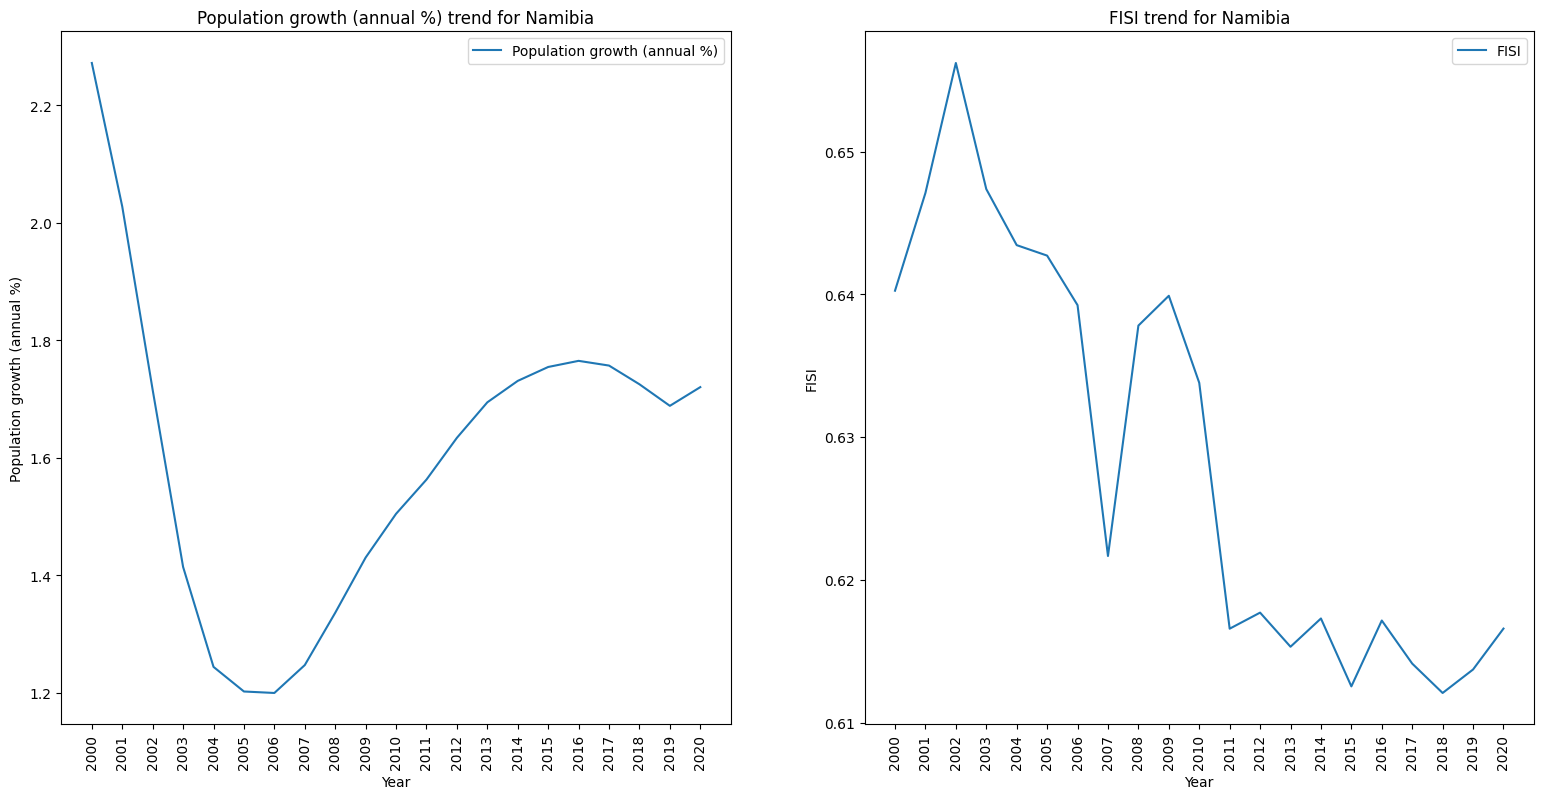 Population growth (annual %) trend for Namibia
Population growth (annual %)
Population growth (annual %)
2.2
2.0
1.8
1.6
1.4
1.2
2000 2001 2002 2003 2004 2005 2006 2007 2008 2009 2010 2011 2012 2013 2014 2015 2016 2017 2018 2019 2020
Year
FISI trend for Namibia
FISI
FISI
0.65
0.64
0.63
0.62
0.61
2000 2001 2002 2003 2004 2005 2006 2007 2008 2009 2010 2011 2012 2013 2014 2015 2016 2017 2018 2019 2020
Year